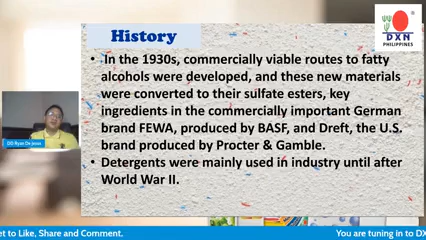 History
DXN
PHILIPPINES
• In the 1930s, commercially viable routes to fatty
alcohols were developed, and these new materials
were converted to their sulfate esters, key
ingredients in the commercially important German
brand FEWA, produced by BASF, and Dreft, the U.S.
brand produced by Procter & Gamble.
• Detergents were mainly used in industry until after
World War II.
DD Ryan De Jesus
et to Like, Share and Comment.
You are tuning in to DX